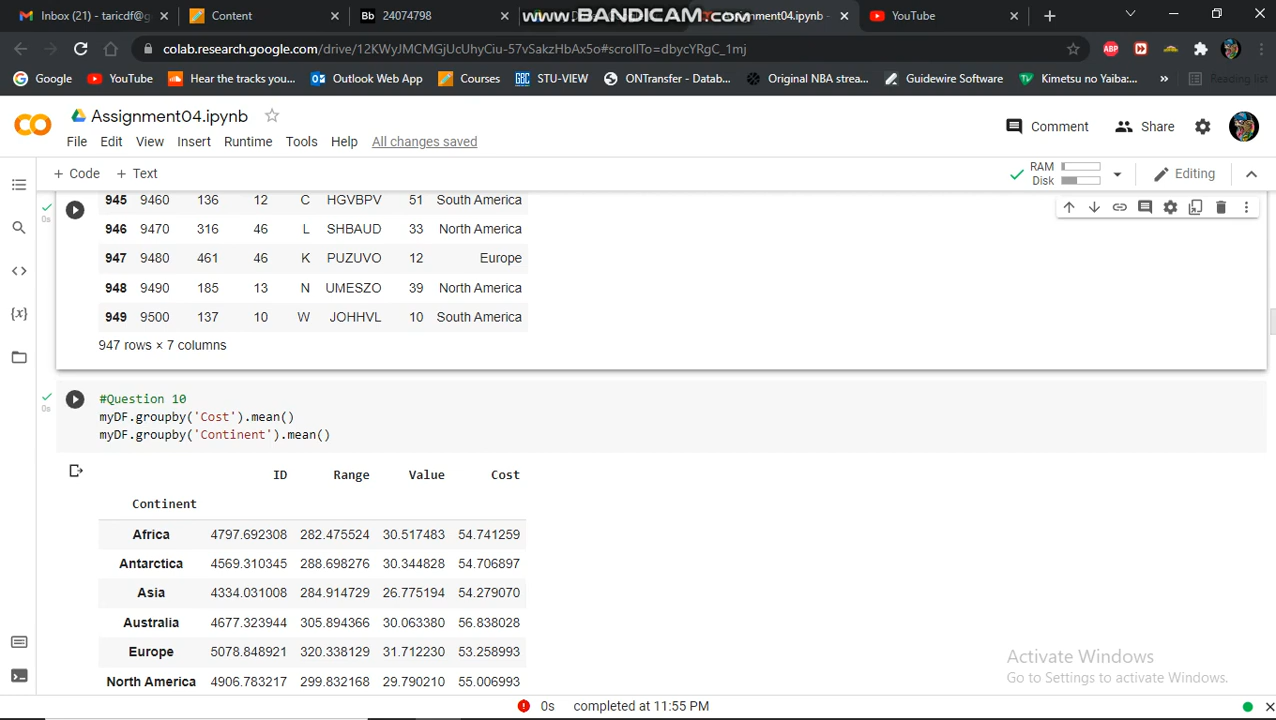 Inbox (21) - taricdf@g
Content
Bb 24074798
www.BANDICAM.com
nment04.ipynb -
YouTube
colab.research.google.com/drive/12KWyJMCMGjUcUhyCiu-57vSakzHbAx5o#scrollTo=dbycYRgC_1mj
ABP
Google YouTube Hear the tracks you... Outlook Web App Courses STU-VIEW ONTransfer - Datab... Original NBA strea... Guidewire Software Kimetsu no Yaiba:... » Reading list
CO Assignment04.ipynb
Comment Share
File Edit View Insert Runtime Tools Help All changes saved
+ Code + Text
RAM
Disk
Editing
945 9460 136 12 C HGVBPV 51 South America
0s
946 9470 316 46 L SHBAUD 33 North America
947 9480 461 46 K PUZUVO 12 Europe
948 9490 185 13 N UMESZO 39 North America
949 9500 137 10 W JOHHVL 10 South America
947 rows × 7 columns
0s
#Question 10
myDF.groupby('Cost').mean()
myDF.groupby('Continent').mean()
ID Range Value Cost
Continent
Africa 4797.692308 282.475524 30.517483 54.741259
Antarctica 4569.310345 288.698276 30.344828 54.706897
Asia 4334.031008 284.914729 26.775194 54.279070
Australia 4677.323944 305.894366 30.063380 56.838028
Europe 5078.848921 320.338129 31.712230 53.258993
North America 4906.783217 299.832168 29.790210 55.006993
Activate Windows
Go to Settings to activate Windows.
0s completed at 11:55 PM